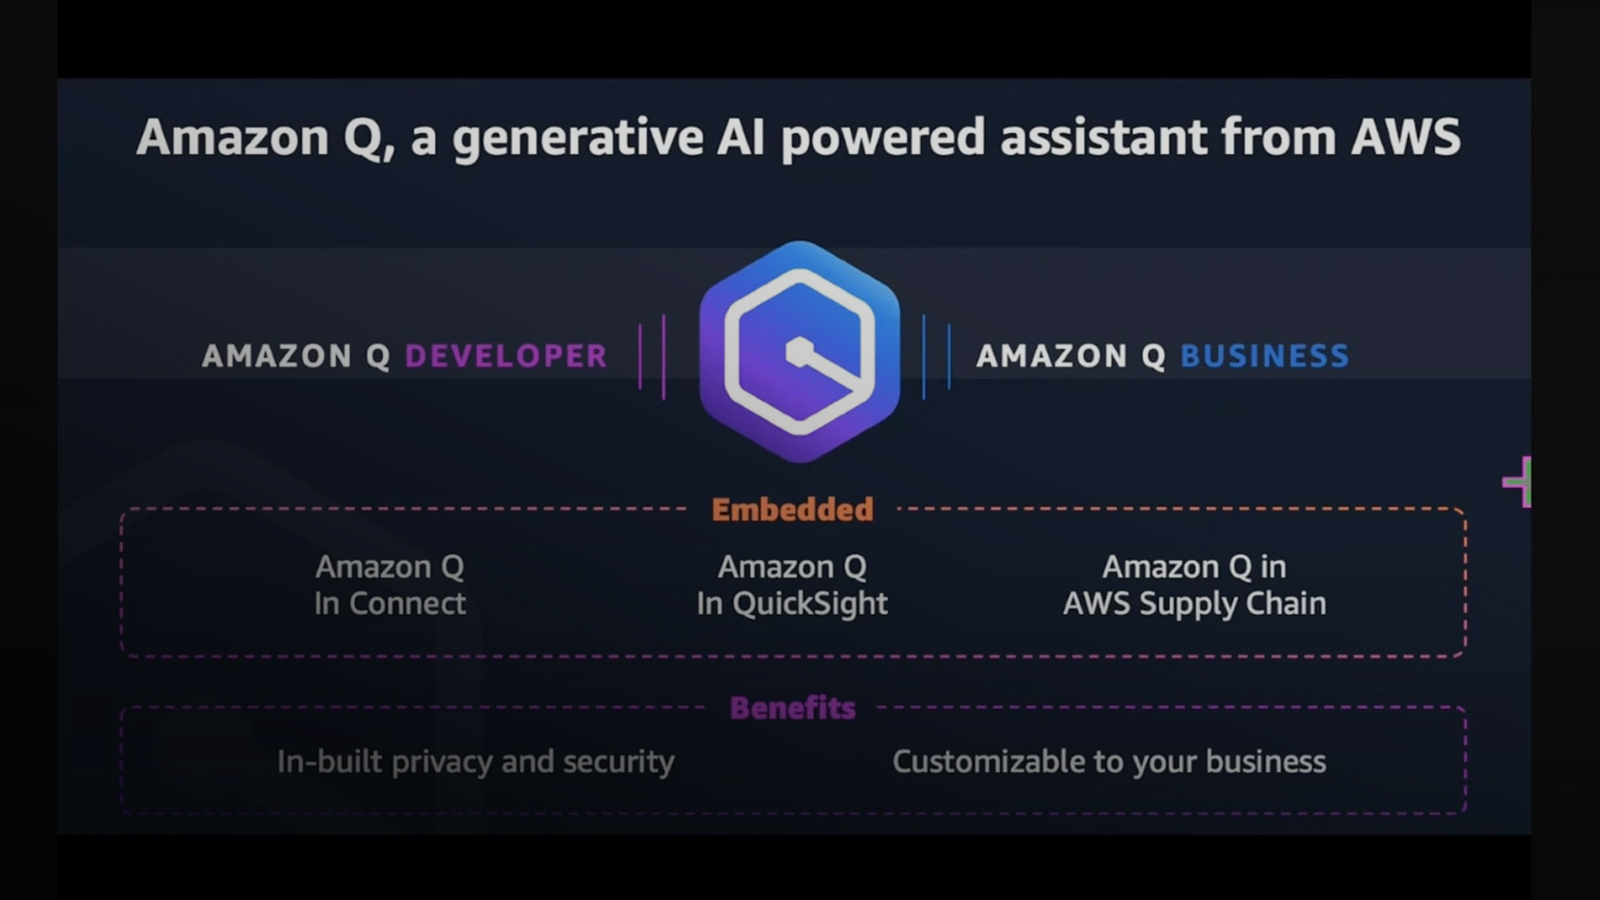 Amazon Q, a generative AI powered assistant from AWS
AMAZON Q DEVELOPER
AMAZON Q BUSINESS
Embedded
Amazon Q
In Connect
Amazon Q
In QuickSight
Amazon Q in
AWS Supply Chain
Benefits
In-built privacy and security
Customizable to your business